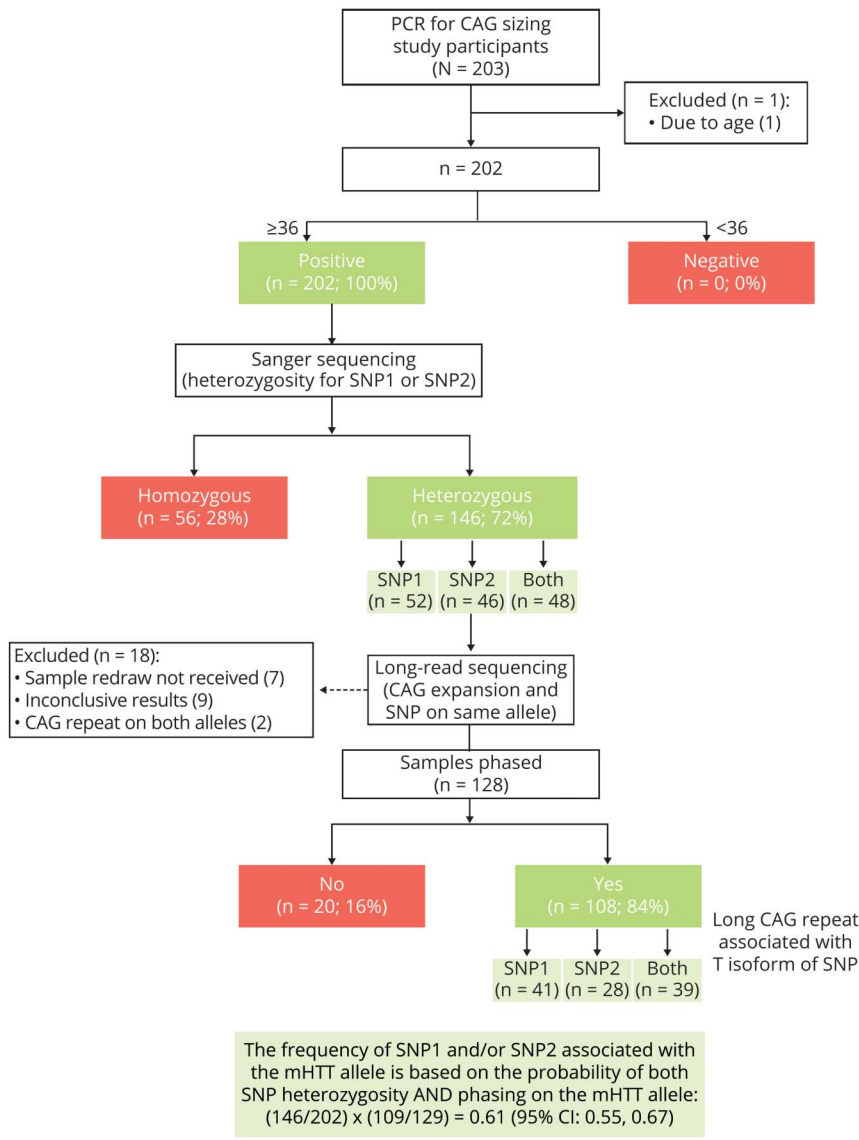 PCR for CAG sizing
study participants
(N = 203)
Excluded (n = 1):
• Due to age (1)
n = 202
≥36
<36
Positive
(n = 202; 100%)
Negative
(n = 0; 0%)
Sanger sequencing
(heterozygosity for SNP1 or SNP2)
Homozygous
(n = 56; 28%)
Heterozygous
(n = 146; 72%)
SNP1
(n = 52)
SNP2
(n = 46)
Both
(n = 48)
Excluded (n = 18):
• Sample redraw not received (7)
• Inconclusive results (9)
• CAG repeat on both alleles (2)
Long-read sequencing
(CAG expansion and
SNP on same allele)
Samples phased
(n = 128)
No
(n = 20; 16%)
Yes
(n = 108; 84%)
Long CAG repeat
associated with
T isoform of SNP
SNP1
(n = 41)
SNP2
(n = 28)
Both
(n = 39)
The frequency of SNP1 and/or SNP2 associated with
the mHTT allele is based on the probability of both
SNP heterozygosity AND phasing on the mHTT allele:
(146/202) x (109/129) = 0.61 (95% CI: 0.55, 0.67)